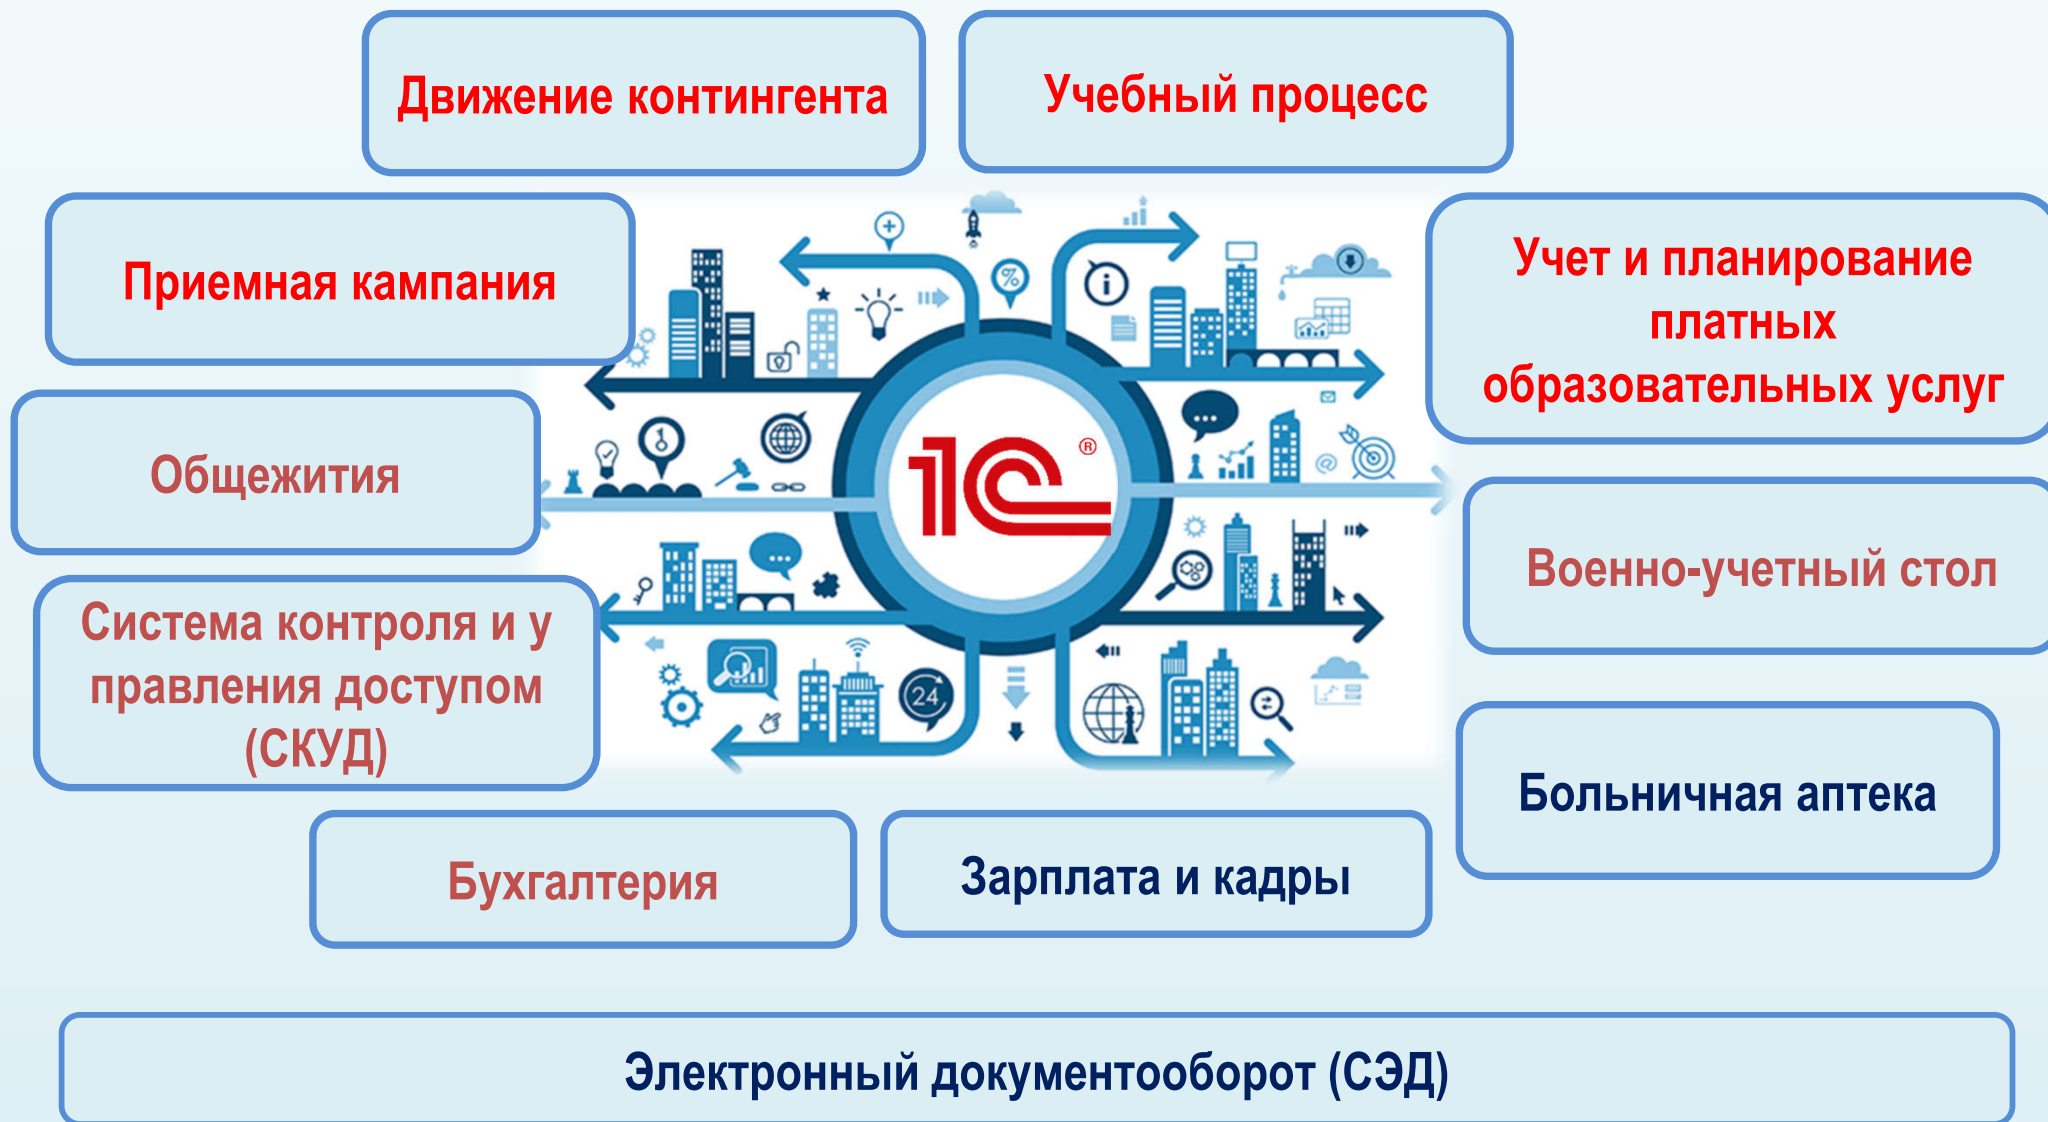 Движение контингента
Учебный процесс
Приемная кампания
Учет и планирование
платных
образовательных услуг
Общежития
1С®
Военно-учетный стол
Система контроля и у
правления доступом
(СКУД)
24
Больничная аптека
Бухгалтерия
Зарплата и кадры
Электронный документооборот (СЭД)